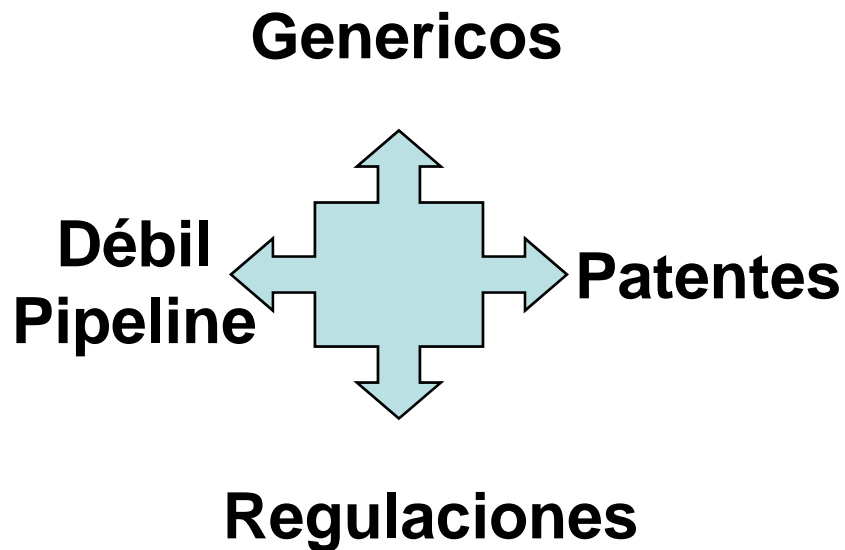 Genericos
Débil
Pipeline
Patentes
Regulaciones